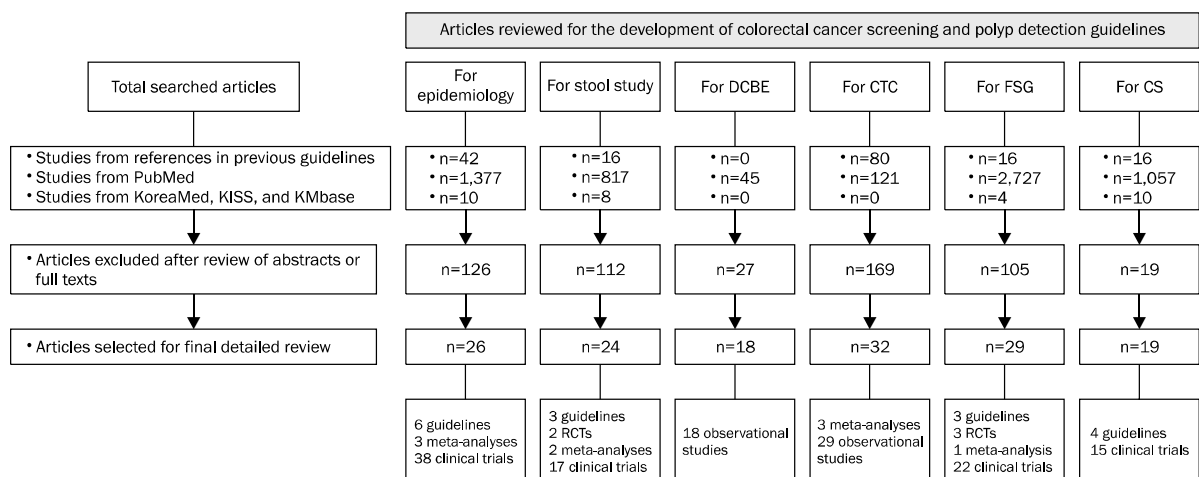 Articles reviewed for the development of colorectal cancer screening and polyp detection guidelines
Total searched articles
For
epidemiology
For stool study
For DCBE
For CTC
For FSG
For CS
• Studies from references in previous guidelines
• Studies from PubMed
• Studies from KoreaMed, KISS, and KMbase
• n=42
• n=1,377
• n=10
• n=16
• n=817
• n=8
• n=0
• n=45
• n=0
• n=80
• n=121
• n=0
• n=16
• n=2,727
• n=4
• n=16
• n=1,057
• n=10
• Articles excluded after review of abstracts or
full texts
n=126
n=112
n=27
n=169
n=105
n=19
• Articles selected for final detailed review
n=26
n=24
n=18
n=32
n=29
n=19
6 guidelines
3 meta-analyses
38 clinical trials
3 guidelines
2 RCTs
2 meta-analyses
17 clinical trials
18 observational
studies
3 meta-analyses
29 observational
studies
3 guidelines
3 RCTs
1 meta-analysis
22 clinical trials
4 guidelines
15 clinical trials